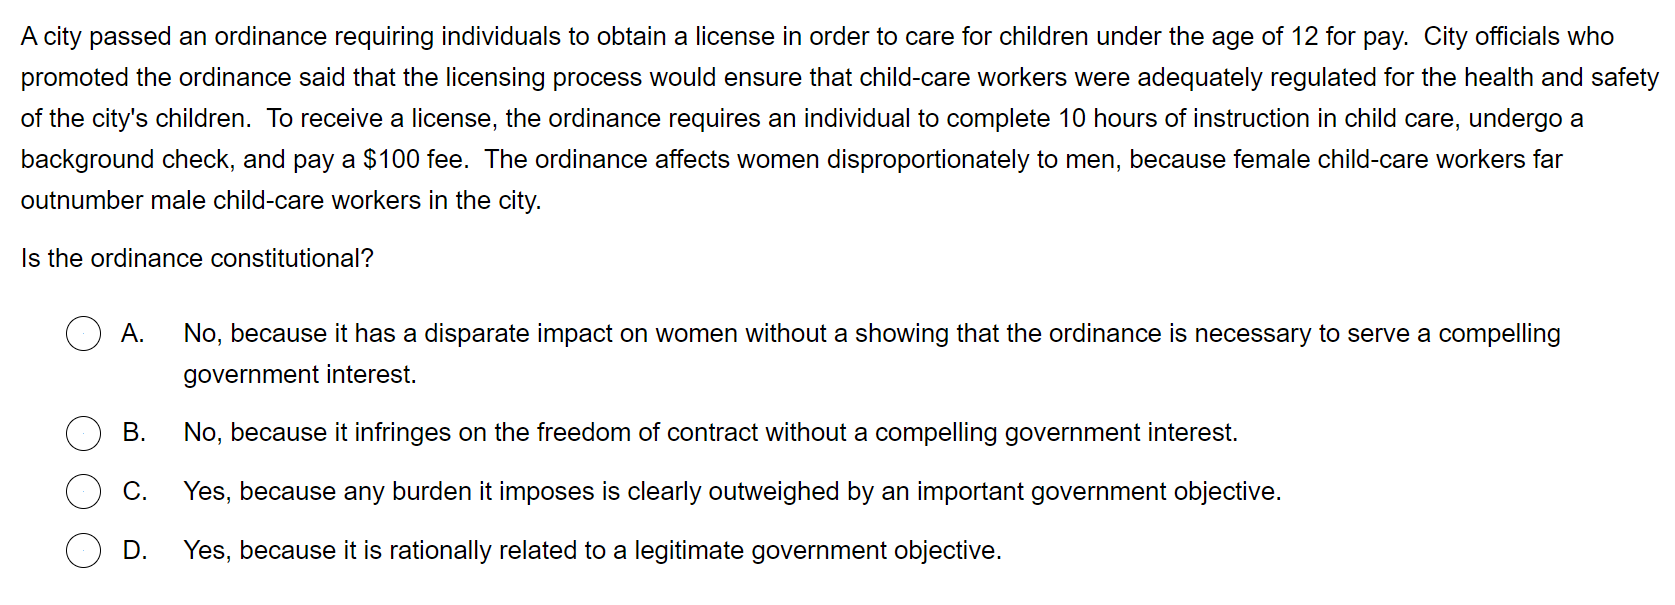 A city passed an ordinance requiring individuals to obtain a license in order to care for children under the age of 12 for pay.  City officials who
promoted the ordinance said that the licensing process would ensure that child-care workers were adequately regulated for the health and safety
of the city's children.  To receive a license, the ordinance requires an individual to complete 10 hours of instruction in child care, undergo a
background check, and pay a $100 fee.  The ordinance affects women disproportionately to men, because female child-care workers far
outnumber male child-care workers in the city.
Is the ordinance constitutional?
A. No, because it has a disparate impact on women without a showing that the ordinance is necessary to serve a compelling
government interest.
B. No, because it infringes on the freedom of contract without a compelling government interest.
C. Yes, because any burden it imposes is clearly outweighed by an important government objective.
D. Yes, because it is rationally related to a legitimate government objective.